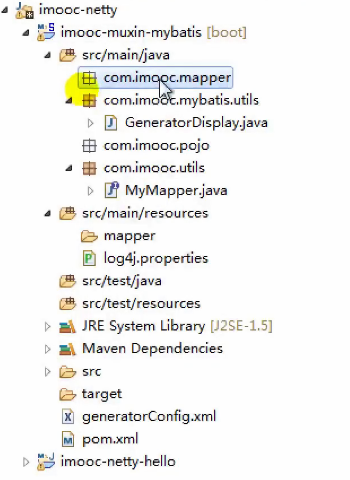 imooc-netty
imooc-muxin-mybatis [boot]
src/main/java
com.imooc.mapper
com.imooc.mybatis.utils
GeneratorDisplay.java
com.imooc.pojo
com.imooc.utils
MyMapper.java
src/main/resources
mapper
log4j.properties
src/test/java
src/test/resources
JRE System Library [J2SE-1.5]
Maven Dependencies
src
target
generatorConfig.xml
pom.xml
imooc-netty-hello